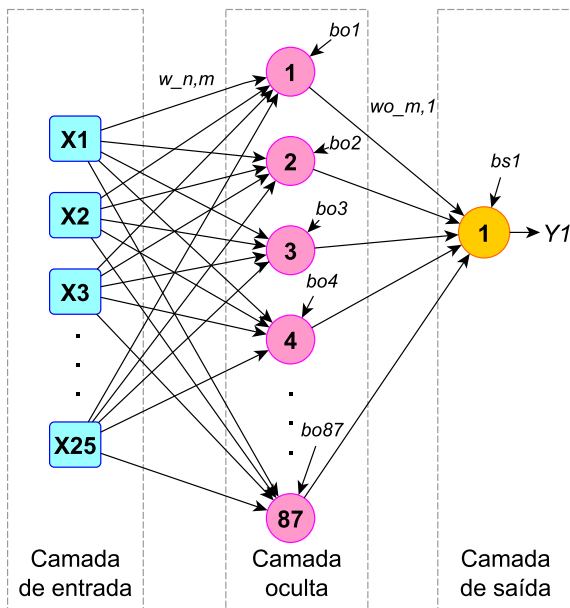 bo1
w_n,m
1
wo_m,1
X1
bo2
2
bs1
X2
bo3
3
1
Y1
X3
bo4
4
X25
bo87
87
Camada
de entrada
Camada
oculta
Camada
de saída